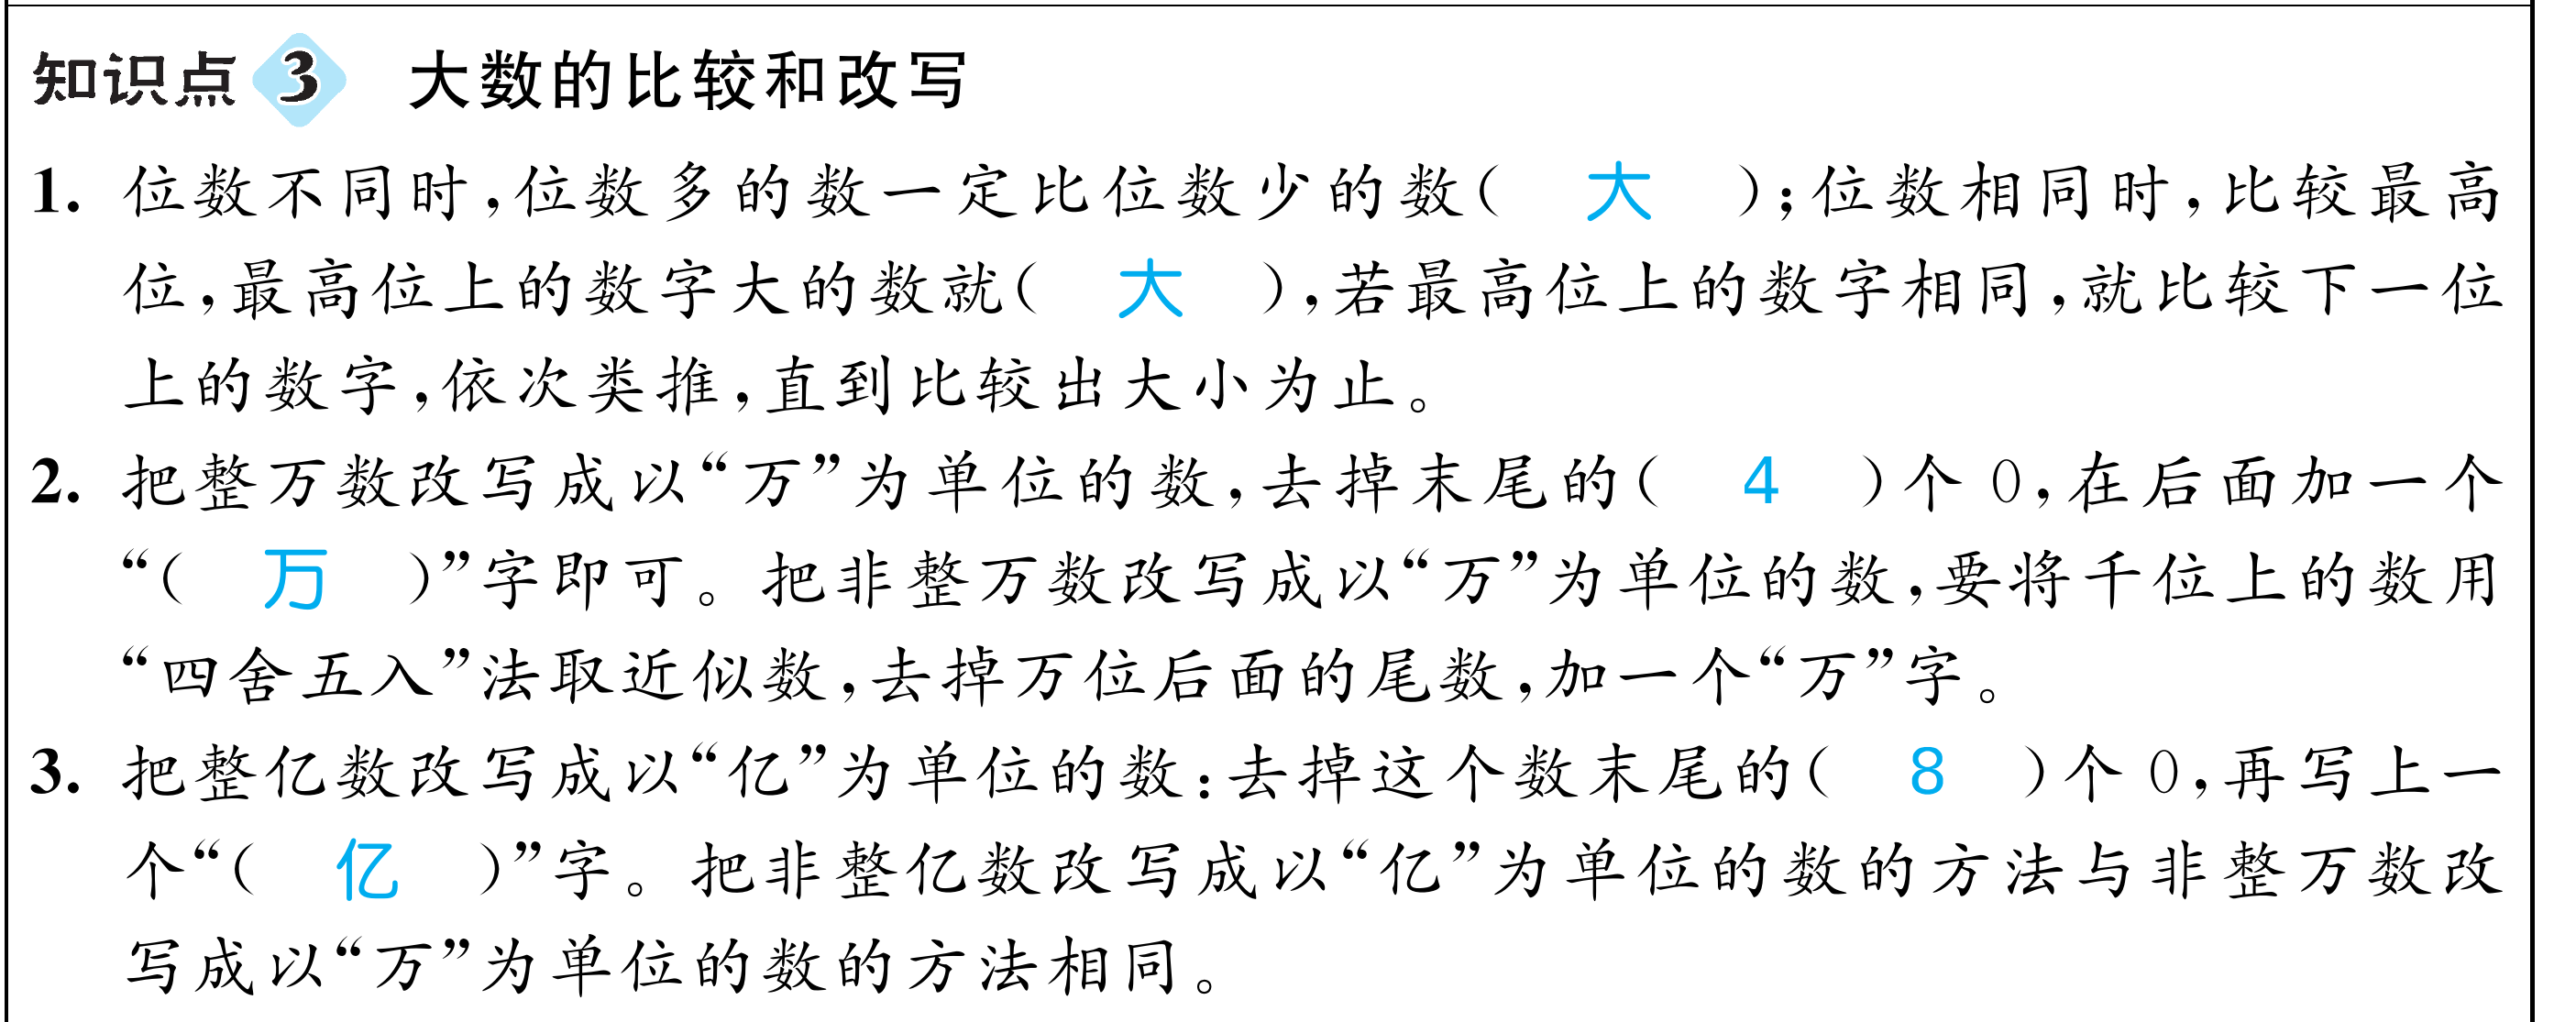 知识点 3 大数的比较和改写
1. 位数不同时,位数多的数一定比位数少的数( 大 );位数相同时,比较最高
位,最高位上的数字大的数就( 大 ),若最高位上的数字相同,就比较下一位
上的数字,依次类推,直到比较出大小为止。
2. 把整万数改写成以“万”为单位的数,去掉末尾的( 4 )个 0,在后面加一个
“( 万 )”字即可。把非整万数改写成以“万”为单位的数,要将千位上的数用
“四舍五入”法取近似数,去掉万位后面的尾数,加一个“万”字。
3. 把整亿数改写成以“亿”为单位的数:去掉这个数末尾的( 8 )个 0,再写上一
个“( 亿 )”字。把非整亿数改写成以“亿”为单位的数的方法与非整万数改
写成以“万”为单位的数的方法相同。